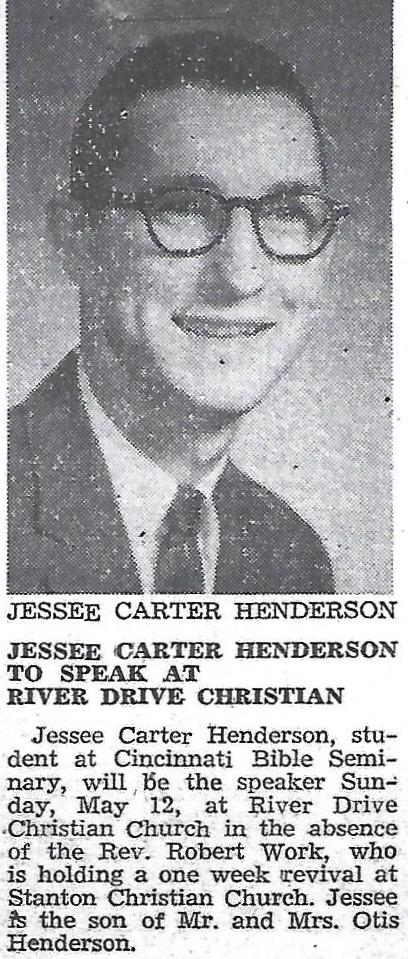 JESSEE CARTER HENDERSON
JESSEE CARTER HENDERSON
TO SPEAK AT
RIVER DRIVE CHRISTIAN
Jessee Carter Henderson, stu-
dent at Cincinnati Bible Semi-
nary, will be the speaker Sun-
day, May 12, at River Drive
Christian Church in the absence
of the Rev. Robert Work, who
is holding a one week revival at
Stanton Christian Church. Jessee
is the son of Mr. and Mrs. Otis
Henderson.